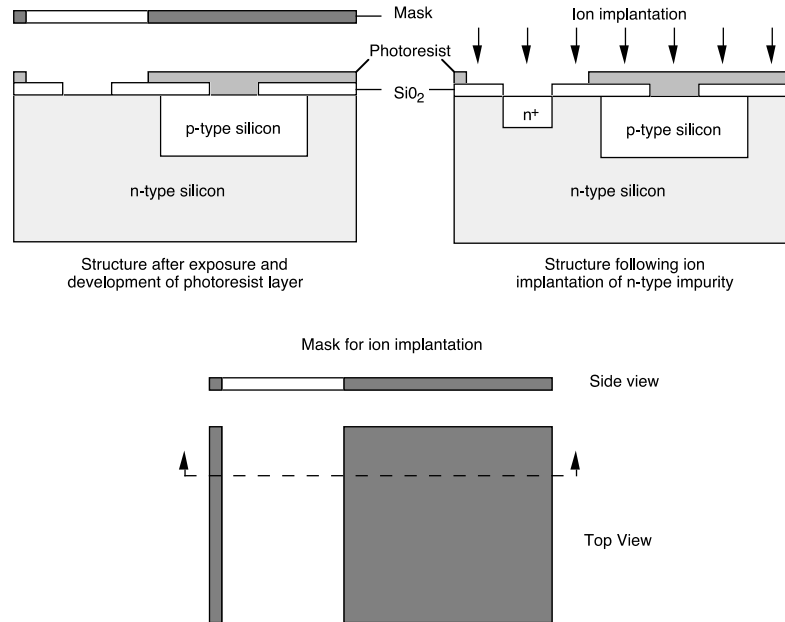 Mask
Ion implantation
Photoresist
Si0₂
p-type silicon
n-type silicon
n⁺
p-type silicon
n-type silicon
Structure after exposure and
development of photoresist layer
Structure following ion
implantation of n-type impurity
Mask for ion implantation
Side view
Top View